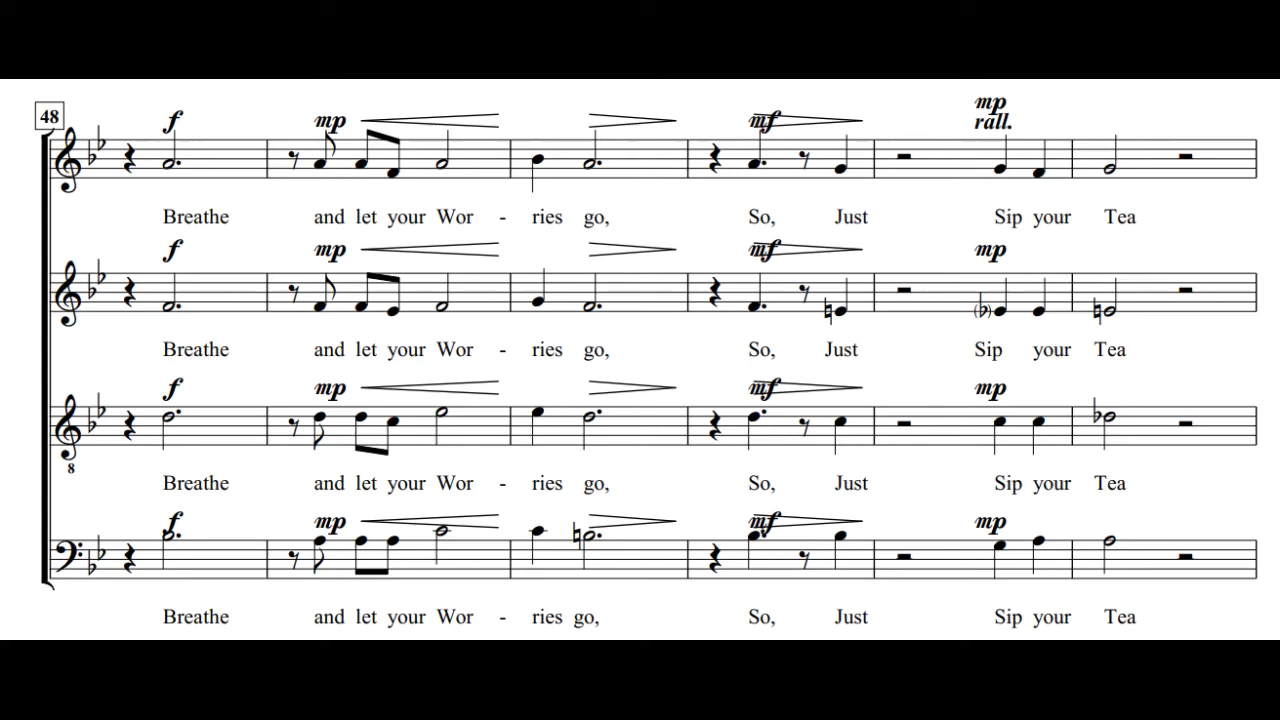 mp
48 f mp mf rall.
Breathe and let your Wor - ries go, So, Just Sip your Tea
f mp mf mp
Breathe and let your Wor - ries go, So, Just Sip your Tea
f mp mf mp
8
Breathe and let your Wor - ries go, So, Just Sip your Tea
f mp mf mp
Breathe and let your Wor - ries go, So, Just Sip your Tea